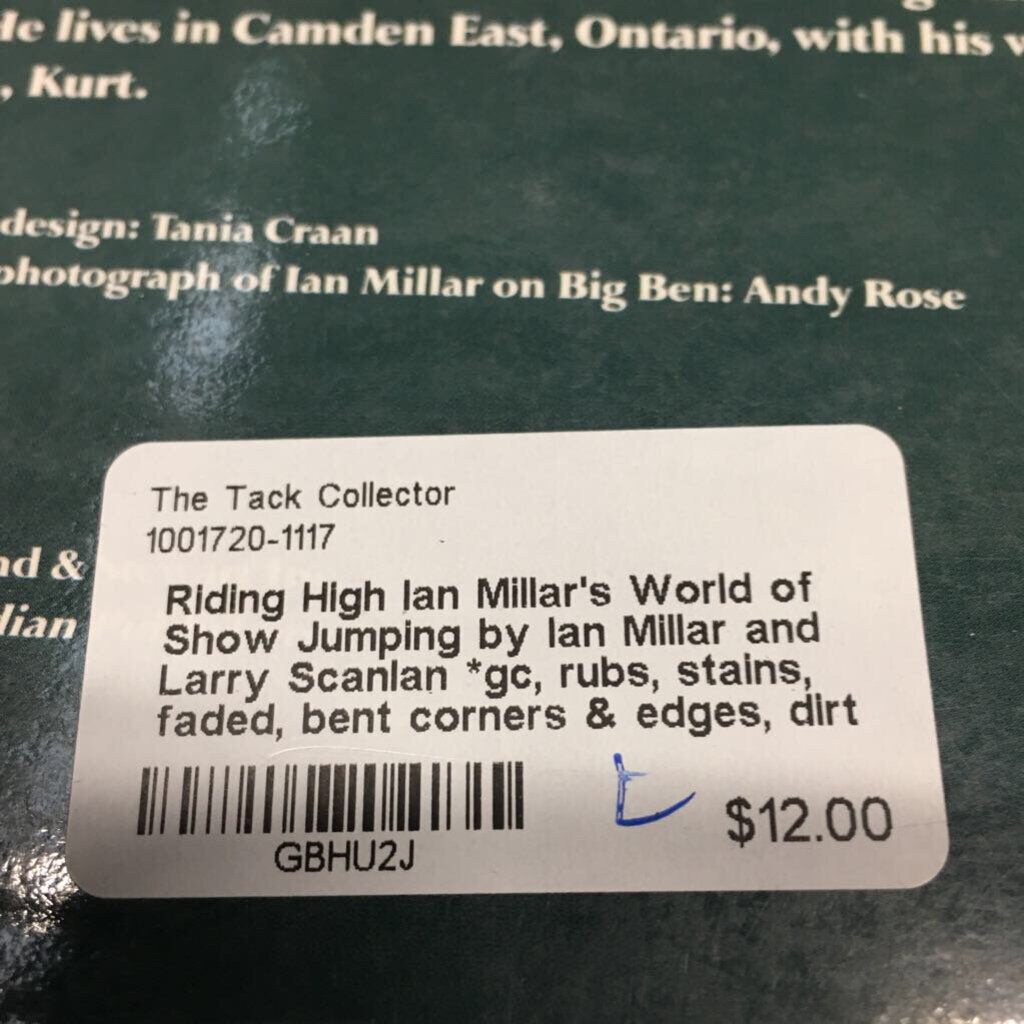 He lives in Camden East, Ontario, with his
, Kurt.
design: Tania Craan
photograph of Ian Millar on Big Ben: Andy Rose
The Tack Collector
1001720-1117
nd &
dian
Riding High Ian Millar's World of
Show Jumping by Ian Millar and
Larry Scanlan *gc, rubs, stains,
faded, bent corners & edges, dirt
$12.00
GBHU2J